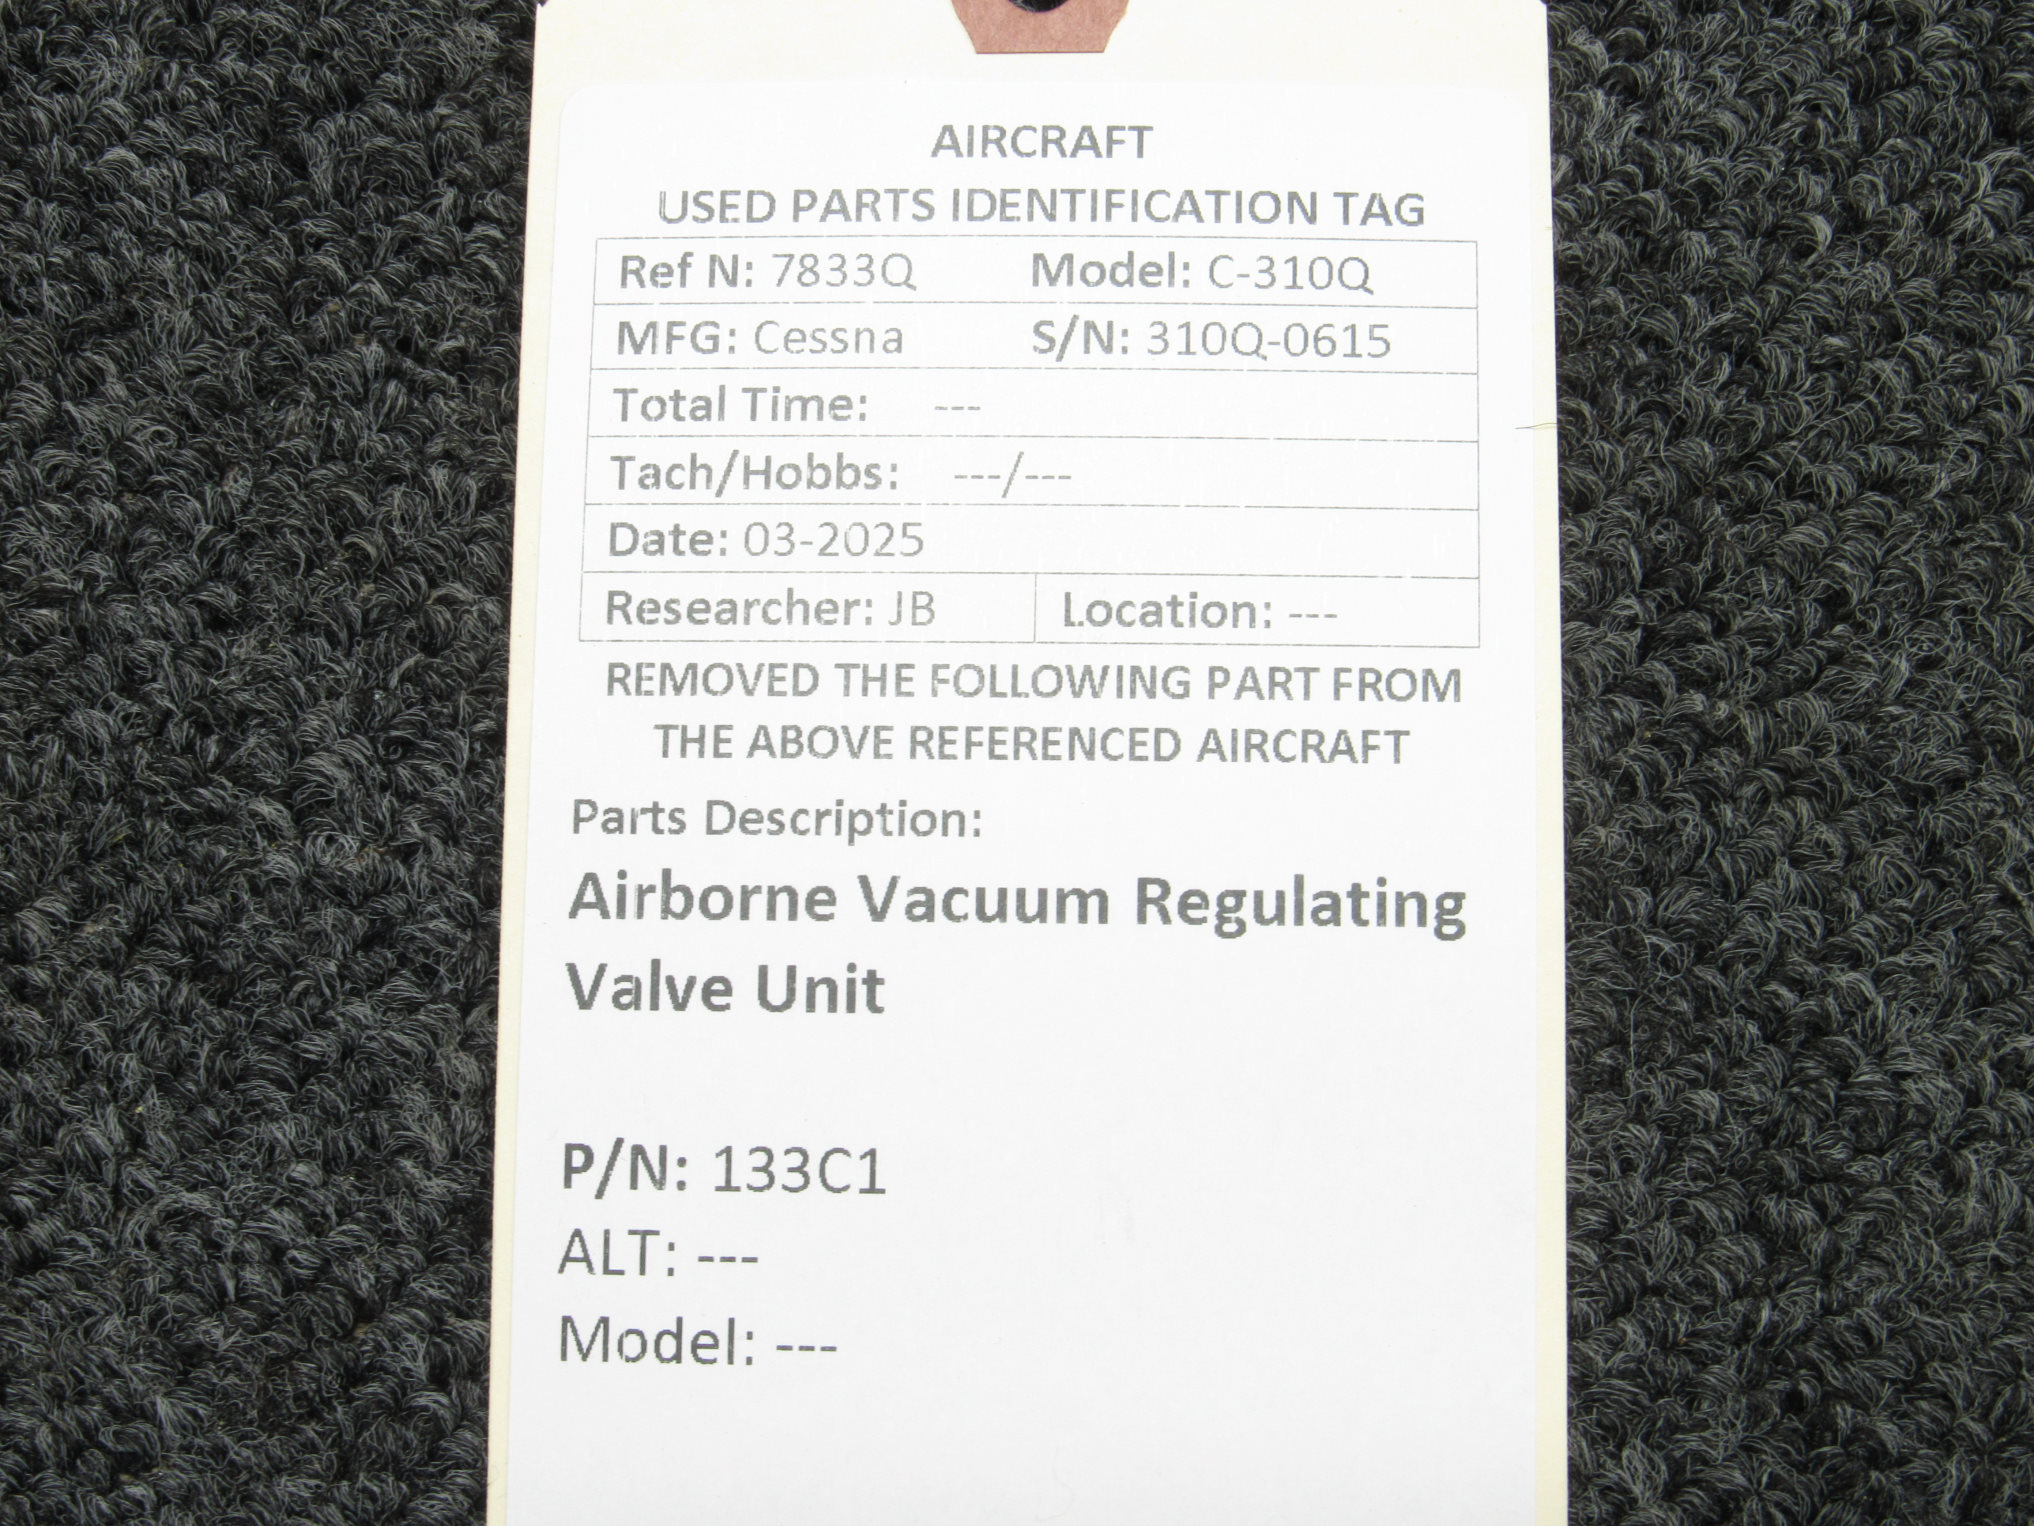 AIRCRAFT
USED PARTS IDENTIFICATION TAG
Ref N: 7833Q Model: C-310Q
MFG: Cessna S/N: 310Q-0615
Total Time: ---
Tach/Hobbs: ---/---
Date: 03-2025
Researcher: JB Location: ---
REMOVED THE FOLLOWING PART FROM
THE ABOVE REFERENCED AIRCRAFT
Parts Description:
Airborne Vacuum Regulating
Valve Unit
P/N: 133C1
ALT: ---
Model: ---